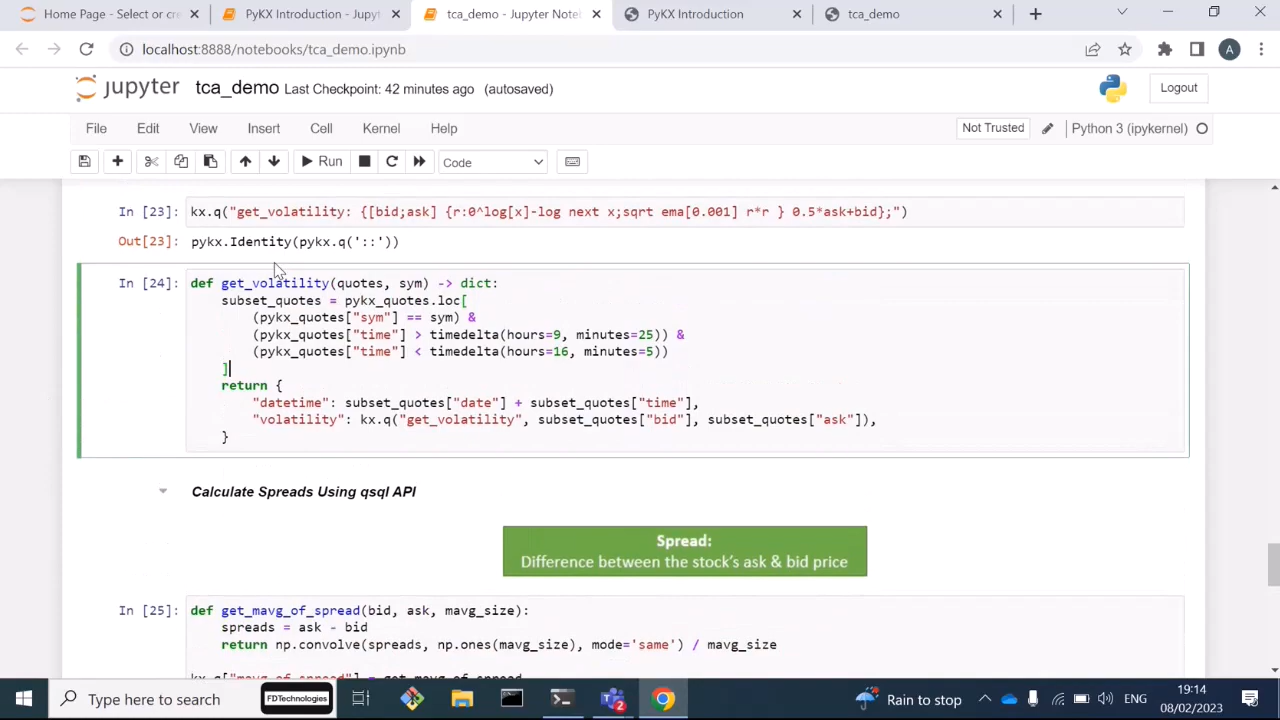 Home Page - Select or cre
PyKX Introduction - Jupyt
tca_demo - Jupyter Note
PyKX Introduction
tca_demo
localhost:8888/notebooks/tca_demo.ipynb
A
jupyter tca_demo Last Checkpoint: 42 minutes ago (autosaved)
Logout
File Edit View Insert Cell Kernel Help
Not Trusted
Python 3 (ipykernel)
Run
Code
In [23]: kx.q("get_volatility: {[bid;ask] {r:0^log[x]-log next x;sqrt ema[0.001] r*r } 0.5*ask+bid};")
Out[23]: pykx.Identity(pykx.q('::'))
In [24]: def get_volatility(quotes, sym) -> dict:
subset_quotes = pykx_quotes.loc[
(pykx_quotes["sym"] == sym) &
(pykx_quotes["time"] > timedelta(hours=9, minutes=25)) &
(pykx_quotes["time"] < timedelta(hours=16, minutes=5))
]
return {
"datetime": subset_quotes["date"] + subset_quotes["time"],
"volatility": kx.q("get_volatility", subset_quotes["bid"], subset_quotes["ask"]),
}
Calculate Spreads Using qsql API
Spread:
Difference between the stock's ask & bid price
In [25]: def get_mavg_of_spread(bid, ask, mavg_size):
spreads = ask - bid
return np.convolve(spreads, np.ones(mavg_size), mode='same') / mavg_size
kx.q["mavg_of_spread"] = get_mavg_of_spread
Type here to search
FDTechnologies
2
Rain to stop
ENG
19:14
08/02/2023